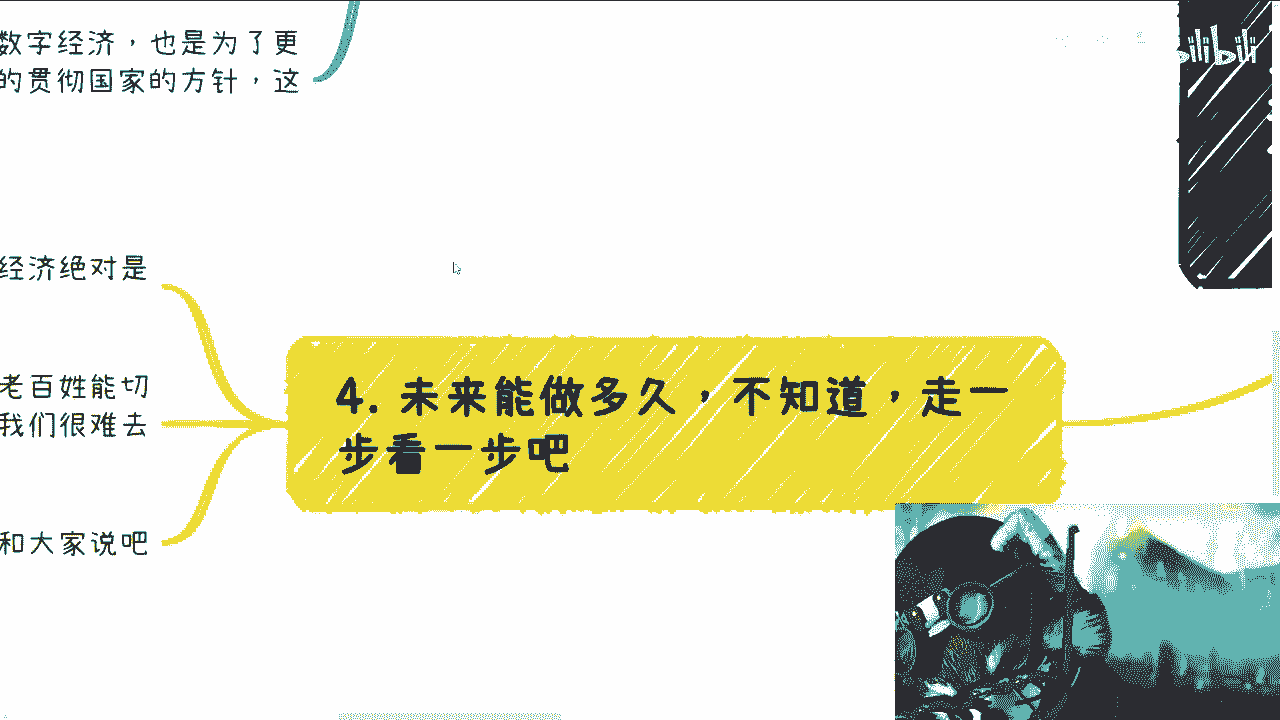 数字经济，也是为了更
的贯彻国家的方针，这
bilibili
经济绝对是
老百姓能切
我们很难去
4. 未来能做多久，不知道，走一
步看一步吧
和大家说吧